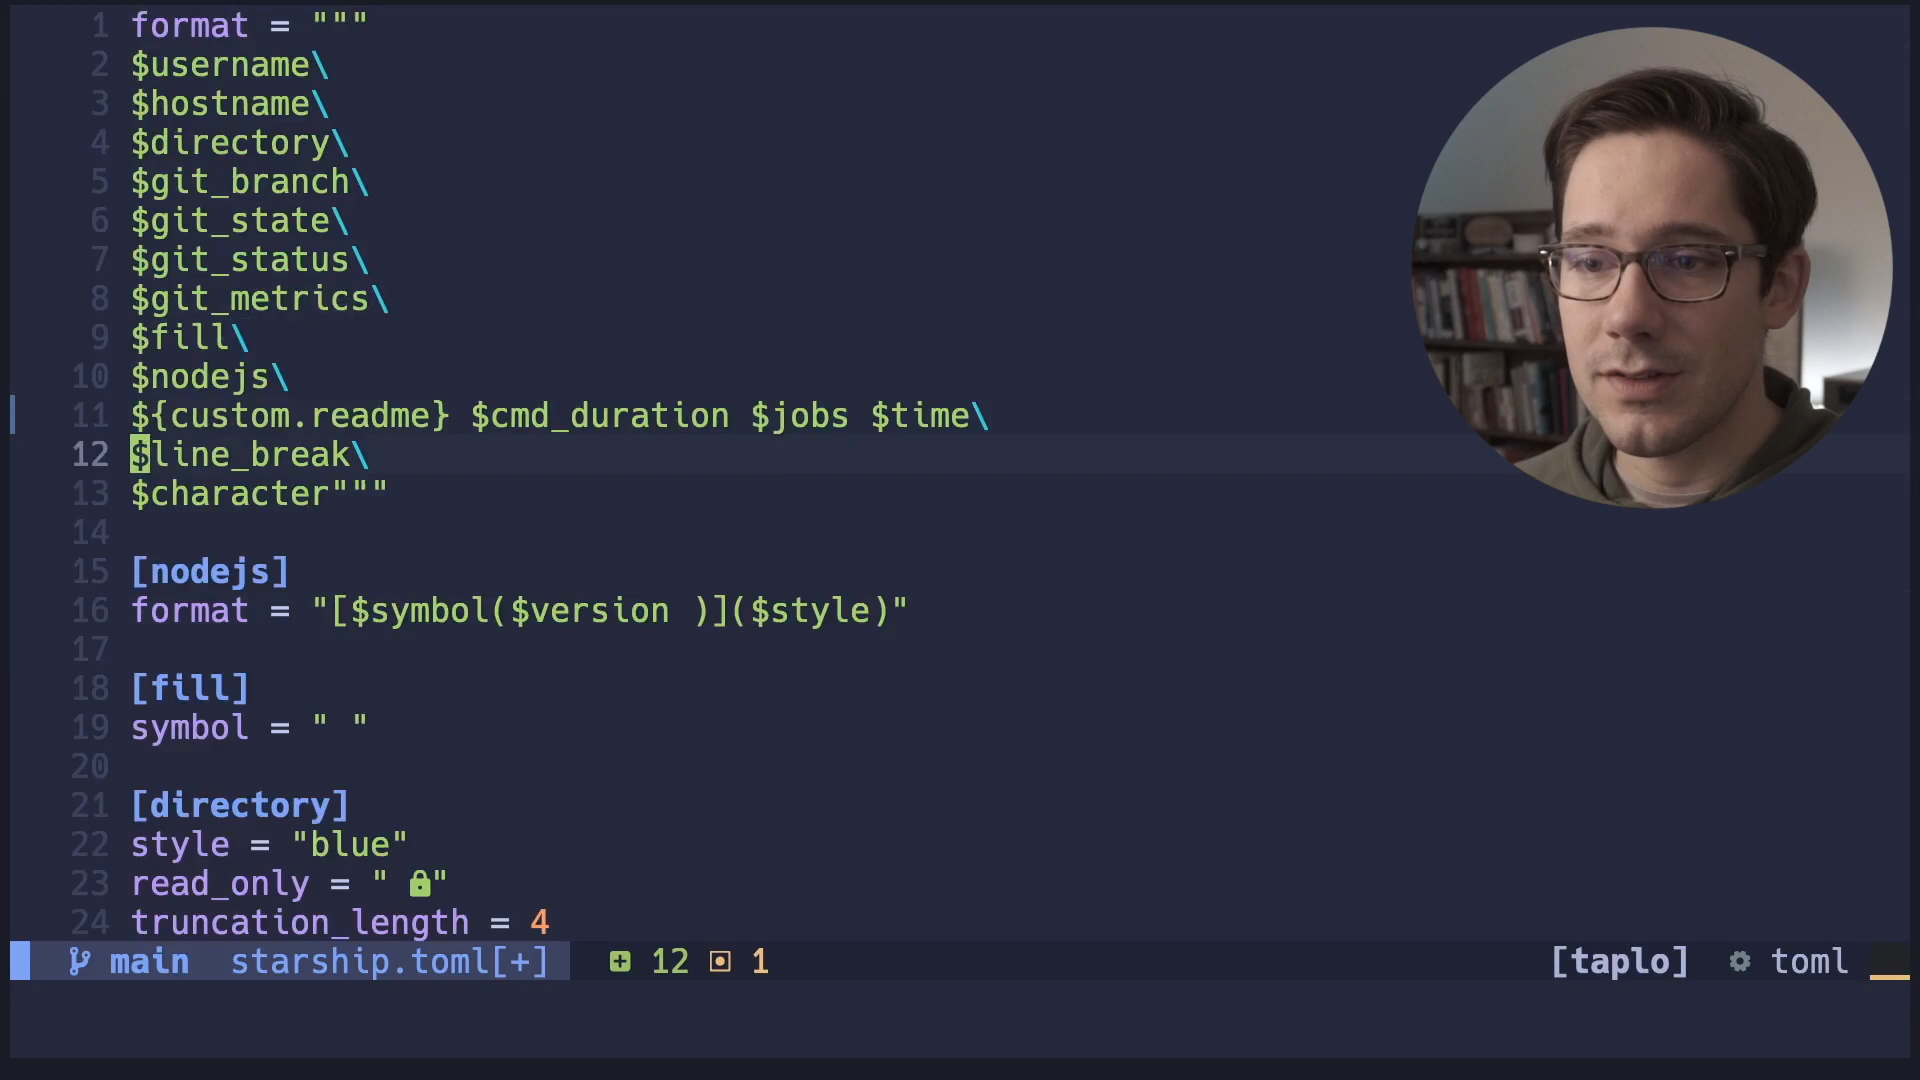 1 format = """
2 $username\
3 $hostname\
4 $directory\
5 $git_branch\
6 $git_state\
7 $git_status\
8 $git_metrics\
9 $fill\
10 $nodejs\
11 ${custom.readme} $cmd_duration $jobs $time\
12 $line_break\
13 $character"""
14
15 [nodejs]
16 format = "[$symbol($version )]($style)"
17
18 [fill]
19 symbol = " "
20
21 [directory]
22 style = "blue"
23 read_only = " 🔒"
24 truncation_length = 4
main starship.toml[+] 12 1 [taplo] toml